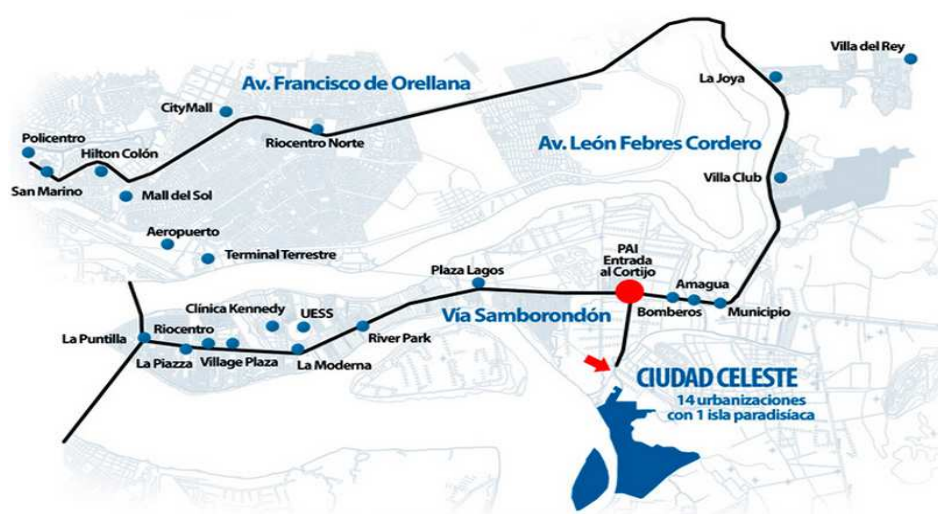 Villa del Rey
La Joya
Av. Francisco de Orellana
CityMall
Policentro
Hilton Colón
Riocentro Norte
Av. León Febres Cordero
San Marino
Mall del Sol
Villa Club
Aeropuerto
Terminal Terrestre
PAI
Entrada
al Cortijo
Plaza Lagos
Amagua
Bomberos
Municipio
Vía Samborondón
Clínica Kennedy
UESS
La Puntilla
Riocentro
River Park
La Piazza
Village Plaza
La Moderna
CIUDAD CELESTE
14 urbanizaciones
con 1 isla paradisíaca